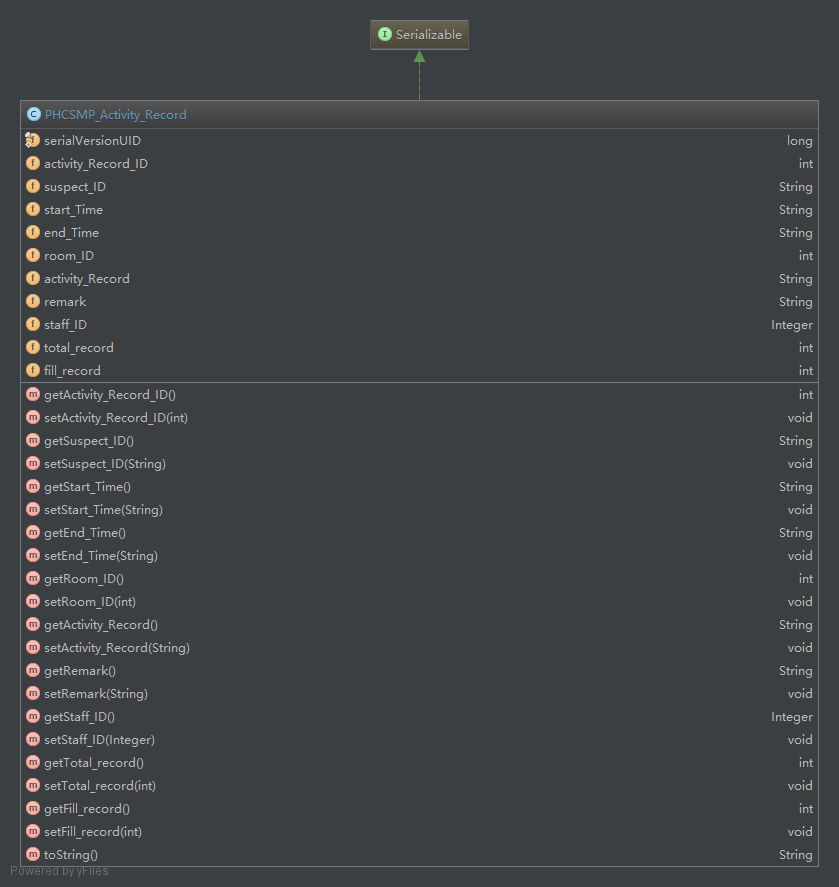 Serializable
PHCSMP_Activity_Record
serialVersionUID long
activity_Record_ID int
suspect_ID String
start_Time String
end_Time String
room_ID int
activity_Record String
remark String
staff_ID Integer
total_record int
fill_record int
getActivity_Record_ID() int
setActivity_Record_ID(int) void
getSuspect_ID() String
setSuspect_ID(String) void
getStart_Time() String
setStart_Time(String) void
getEnd_Time() String
setEnd_Time(String) void
getRoom_ID() int
setRoom_ID(int) void
getActivity_Record() String
setActivity_Record(String) void
getRemark() String
setRemark(String) void
getStaff_ID() Integer
setStaff_ID(Integer) void
getTotal_record() int
setTotal_record(int) void
getFill_record() int
setFill_record(int) void
toString() String
Powered by yFiles